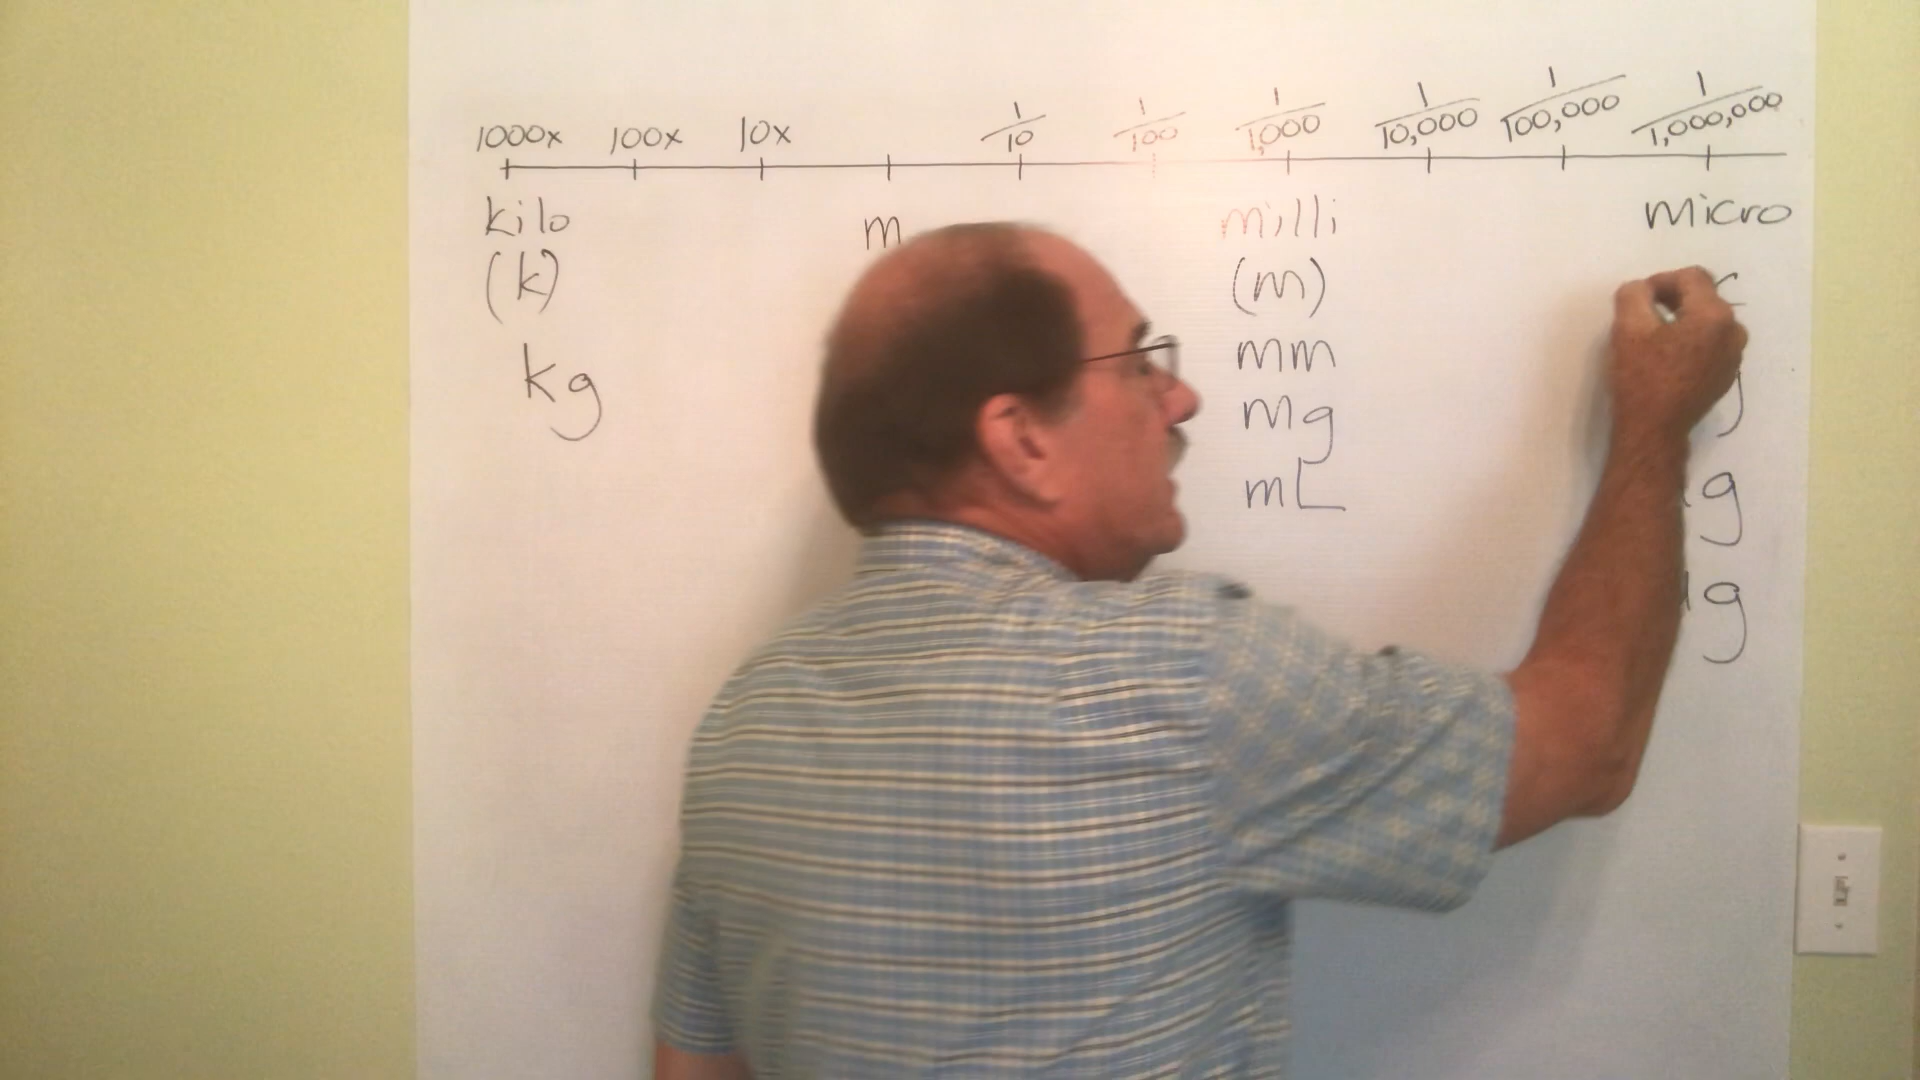 1000x 100x 10x 1/10 1/100 1/1,000 1/10,000 1/100,000 1/1,000,000
kilo m milli micro
(k) (m)
kg mm
mg
mL g
g